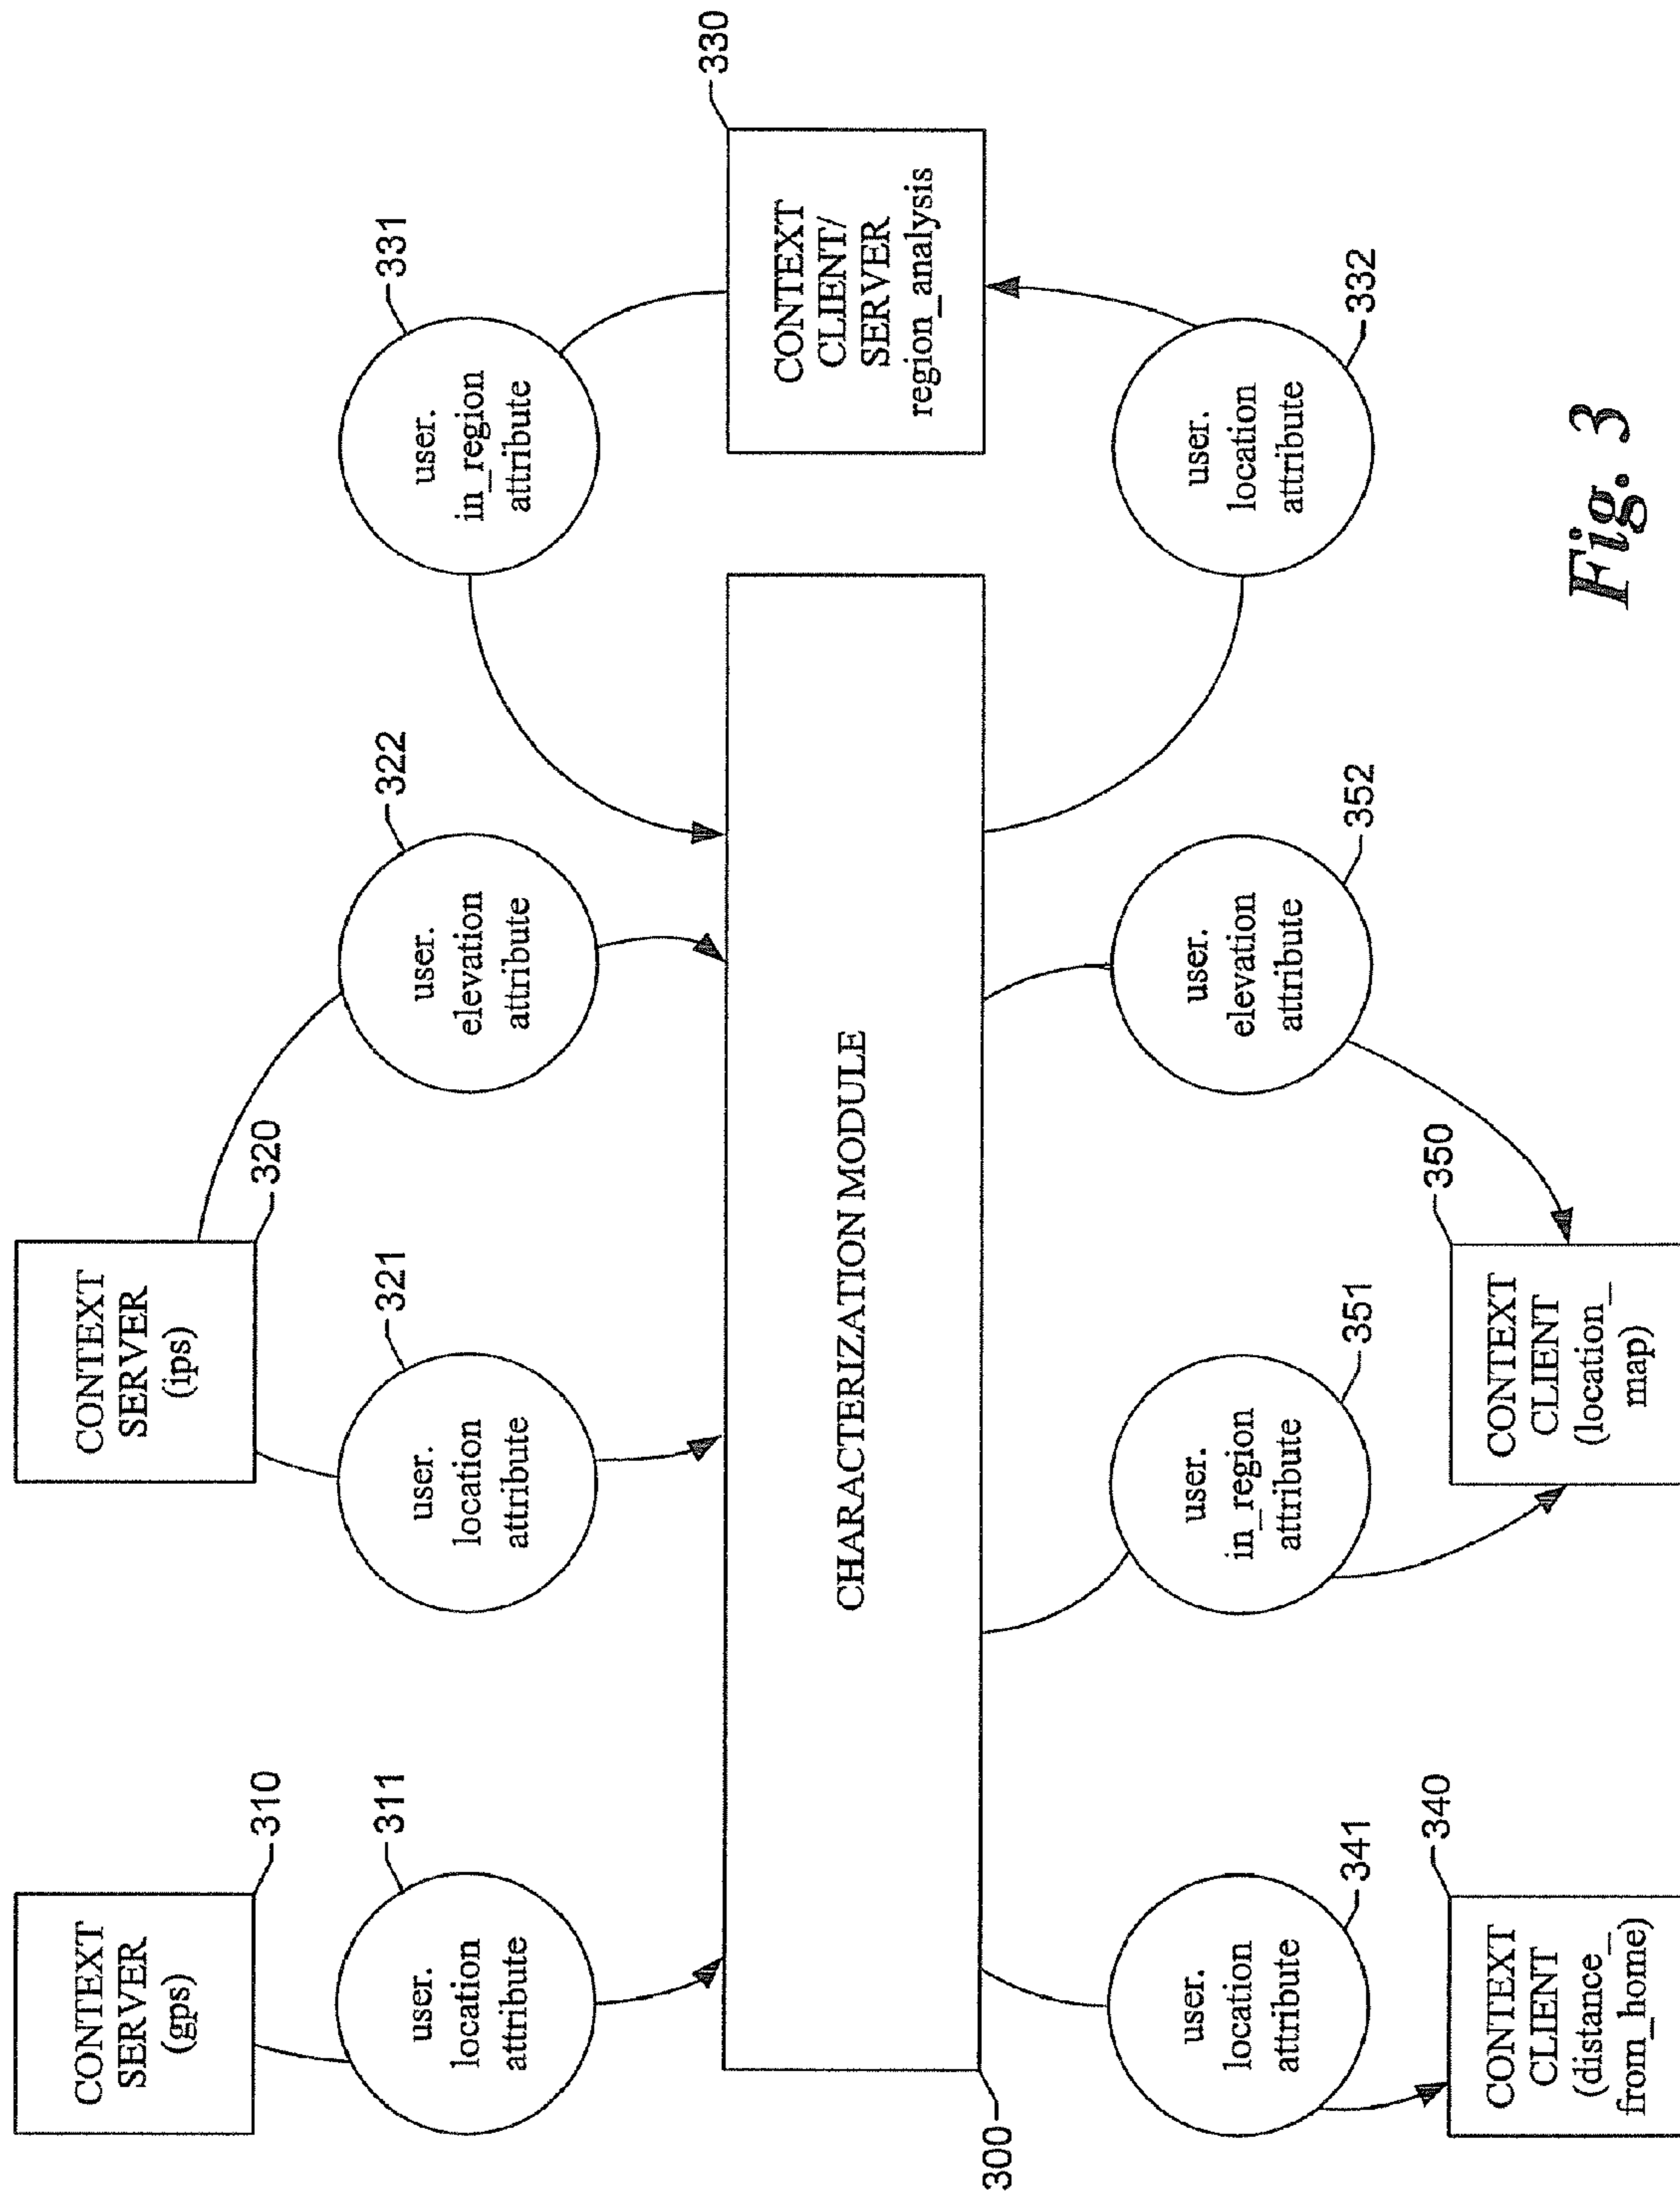 CONTEXT
SERVER
(gps)
310
CONTEXT
SERVER
(ips)
320
user.
location
attribute
311
user.
location
attribute
321
user.
elevation
attribute
322
user.
in_region
attribute
331
CHARACTERIZATION MODULE
300
CONTEXT
CLIENT/
SERVER
region_analysis
330
user.
location
attribute
341
user.
in_region
attribute
351
user.
elevation
attribute
352
user.
location
attribute
332
CONTEXT
CLIENT
(distance_
from_home)
340
CONTEXT
CLIENT
(location_
map)
350
Fig. 3